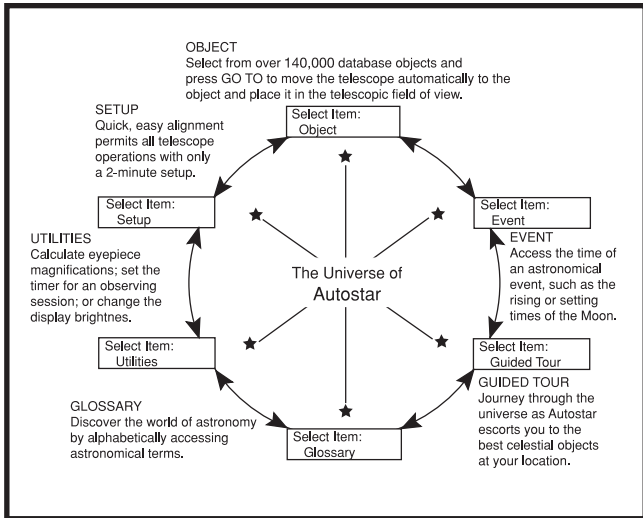 OBJECT
Select from over 140,000 database objects and
press GO TO to move the telescope automatically to the
object and place it in the telescopic field of view.
SETUP
Quick, easy alignment
permits all telescope
operations with only
a 2-minute setup.
Select Item:
Object
Select Item:
Setup
Select Item:
Event
UTILITIES
Calculate eyepiece
magnifications; set the
timer for an observing
session; or change the
display brightnes.
The Universe of
Autostar
EVENT
Access the time of
an astronomical
event, such as the
rising or setting
times of the Moon.
Select Item:
Utilities
Select Item:
Guided Tour
GLOSSARY
Discover the world of astronomy
by alphabetically accessing
astronomical terms.
Select Item:
Glossary
GUIDED TOUR
Journey through the
universe as Autostar
escorts you to the
best celestial objects
at your location.